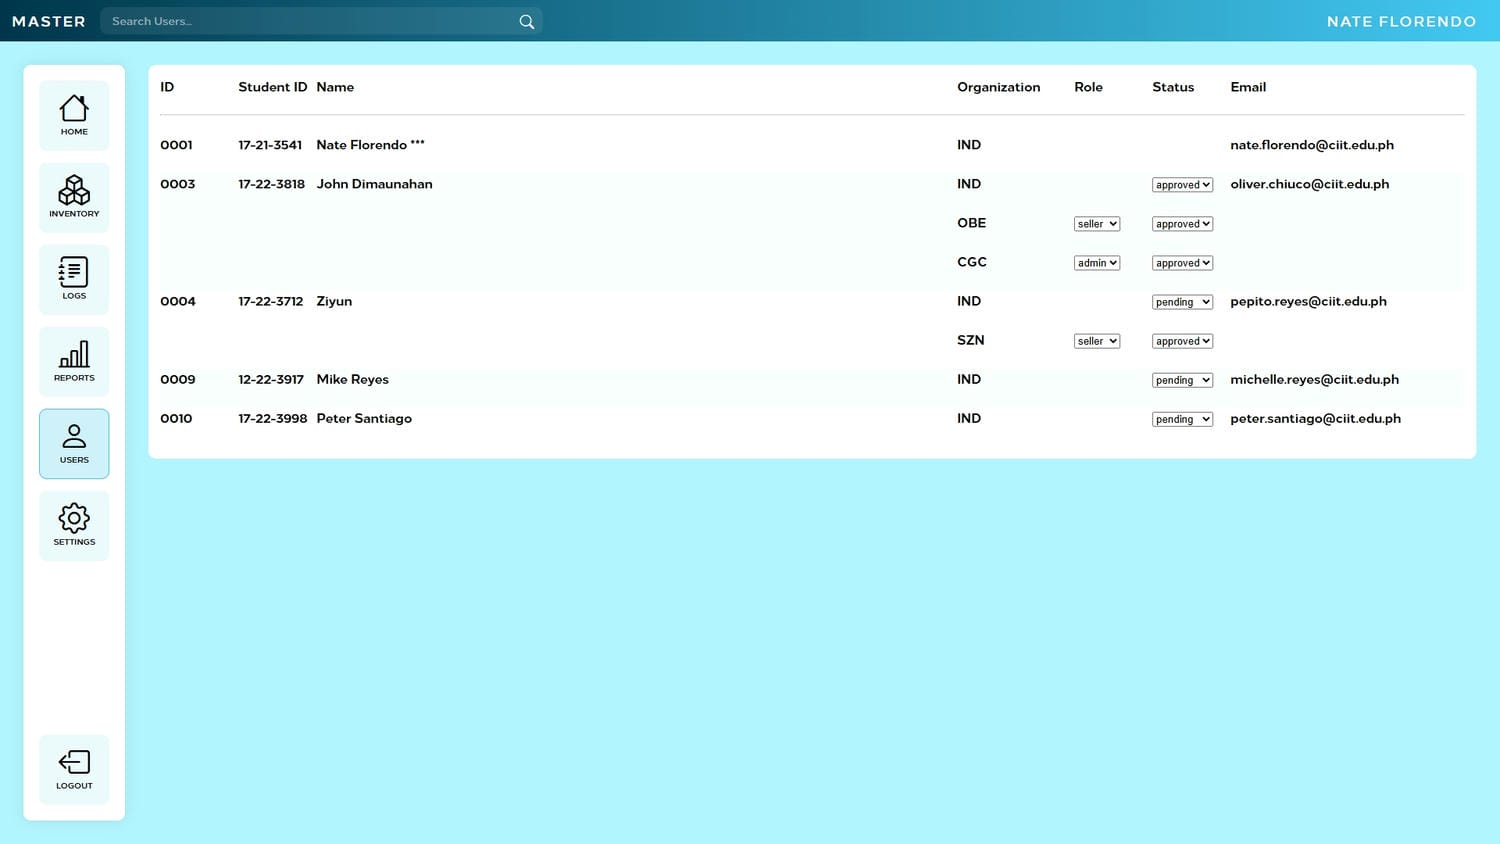 MASTER Search Users... NATE FLORENDO
HOME
INVENTORY
LOGS
REPORTS
USERS
SETTINGS
LOGOUT
ID Student ID Name Organization Role Status Email
0001 17-21-3541 Nate Florendo *** IND nate.florendo@ciit.edu.ph
0003 17-22-3818 John Dimaunahan IND approved oliver.chiuco@ciit.edu.ph
OBE seller approved
CGC admin approved
0004 17-22-3712 Ziyun IND pending pepito.reyes@ciit.edu.ph
SZN seller approved
0009 12-22-3917 Mike Reyes IND pending michelle.reyes@ciit.edu.ph
0010 17-22-3998 Peter Santiago IND pending peter.santiago@ciit.edu.ph